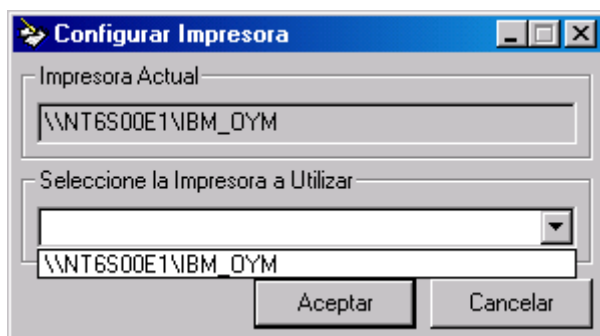 Configurar Impresora
Impresora Actual
\\NT6S00E1\IBM_OYM
Seleccione la Impresora a Utilizar
\\NT6S00E1\IBM_OYM
Aceptar Cancelar